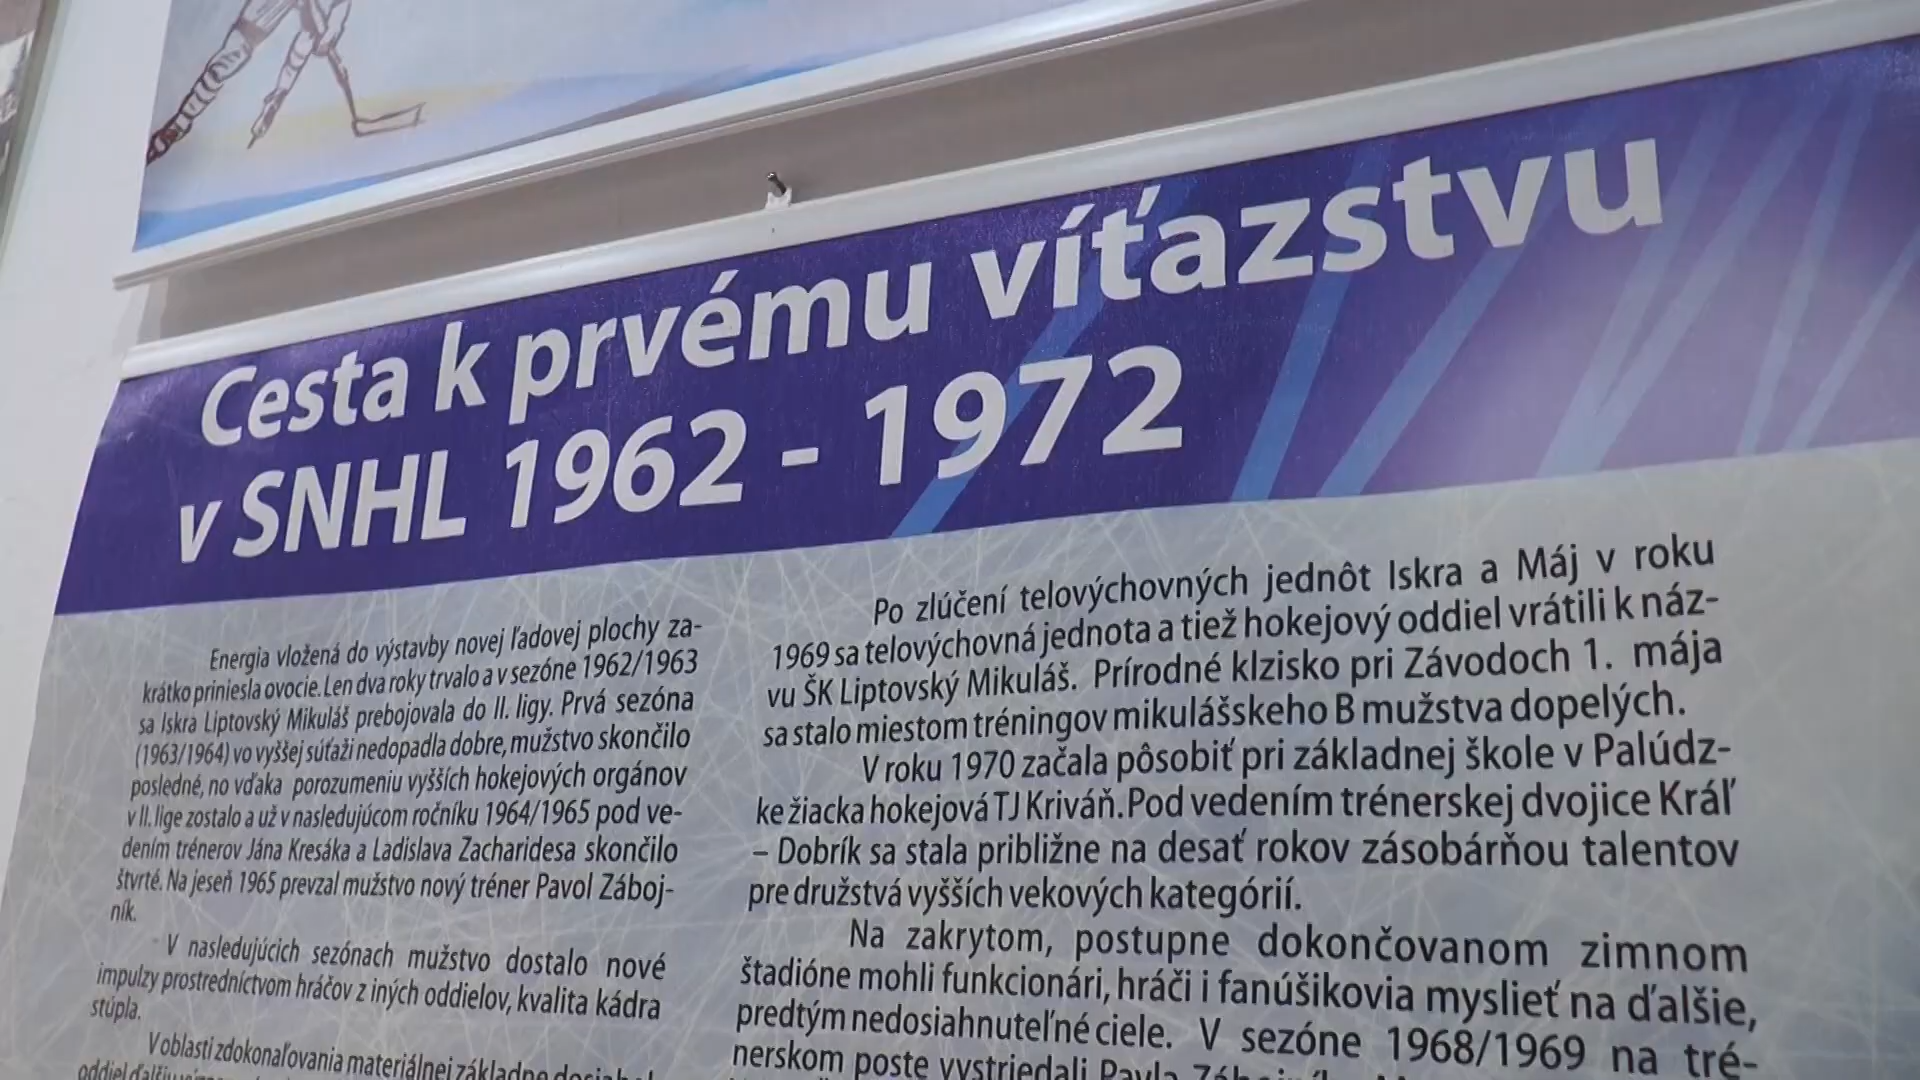 Cesta k prvému víťazstvu
v SNHL 1962 - 1972
Energia vložená do výstavby novej ľadovej plochy za-
krátko priniesla ovocie. Len dva roky trvalo a v sezóne 1962/1963
sa Iskra Liptovský Mikuláš prebojovala do II. ligy. Prvá sezóna
(1963/1964) vo vyššej súťaži nedopadla dobre, mužstvo skončilo
posledné, no vďaka porozumeniu vyšších hokejových orgánov
v II. lige zostalo a už v nasledujúcom ročníku 1964/1965 pod ve-
dením trénerov Jána Kresáka a Ladislava Zacharidesa skončilo
štvrté. Na jeseň 1965 prevzal mužstvo nový tréner Pavol Záboj-
ník.
V nasledujúcich sezónach mužstvo dostalo nové
impulzy prostredníctvom hráčov z iných oddielov, kvalita kádra
stúpla.
V oblasti zdokonaľovania materiálnej základne
Po zlúčení telovýchovných jednôt Iskra a Máj v roku
1969 sa telovýchovná jednota a tiež hokejový oddiel vrátili k náz-
vu ŠK Liptovský Mikuláš. Prírodné klzisko pri Závodoch 1. mája
sa stalo miestom tréningov mikulášskeho B mužstva dopelých.
V roku 1970 začala pôsobiť pri základnej škole v Palúdz-
ke žiacka hokejová TJ Kriváň. Pod vedením trénerskej dvojice Kráľ
– Dobrík sa stala približne na desať rokov zásobárňou talentov
pre družstvá vyšších vekových kategórií.
Na zakrytom, postupne dokončovanom zimnom
štadióne mohli funkcionári, hráči i fanúšikovia myslieť na ďalšie,
predtým nedosiahnuteľné ciele. V sezóne 1968/1969 na tré-
nerskom poste vystriedali Pavla